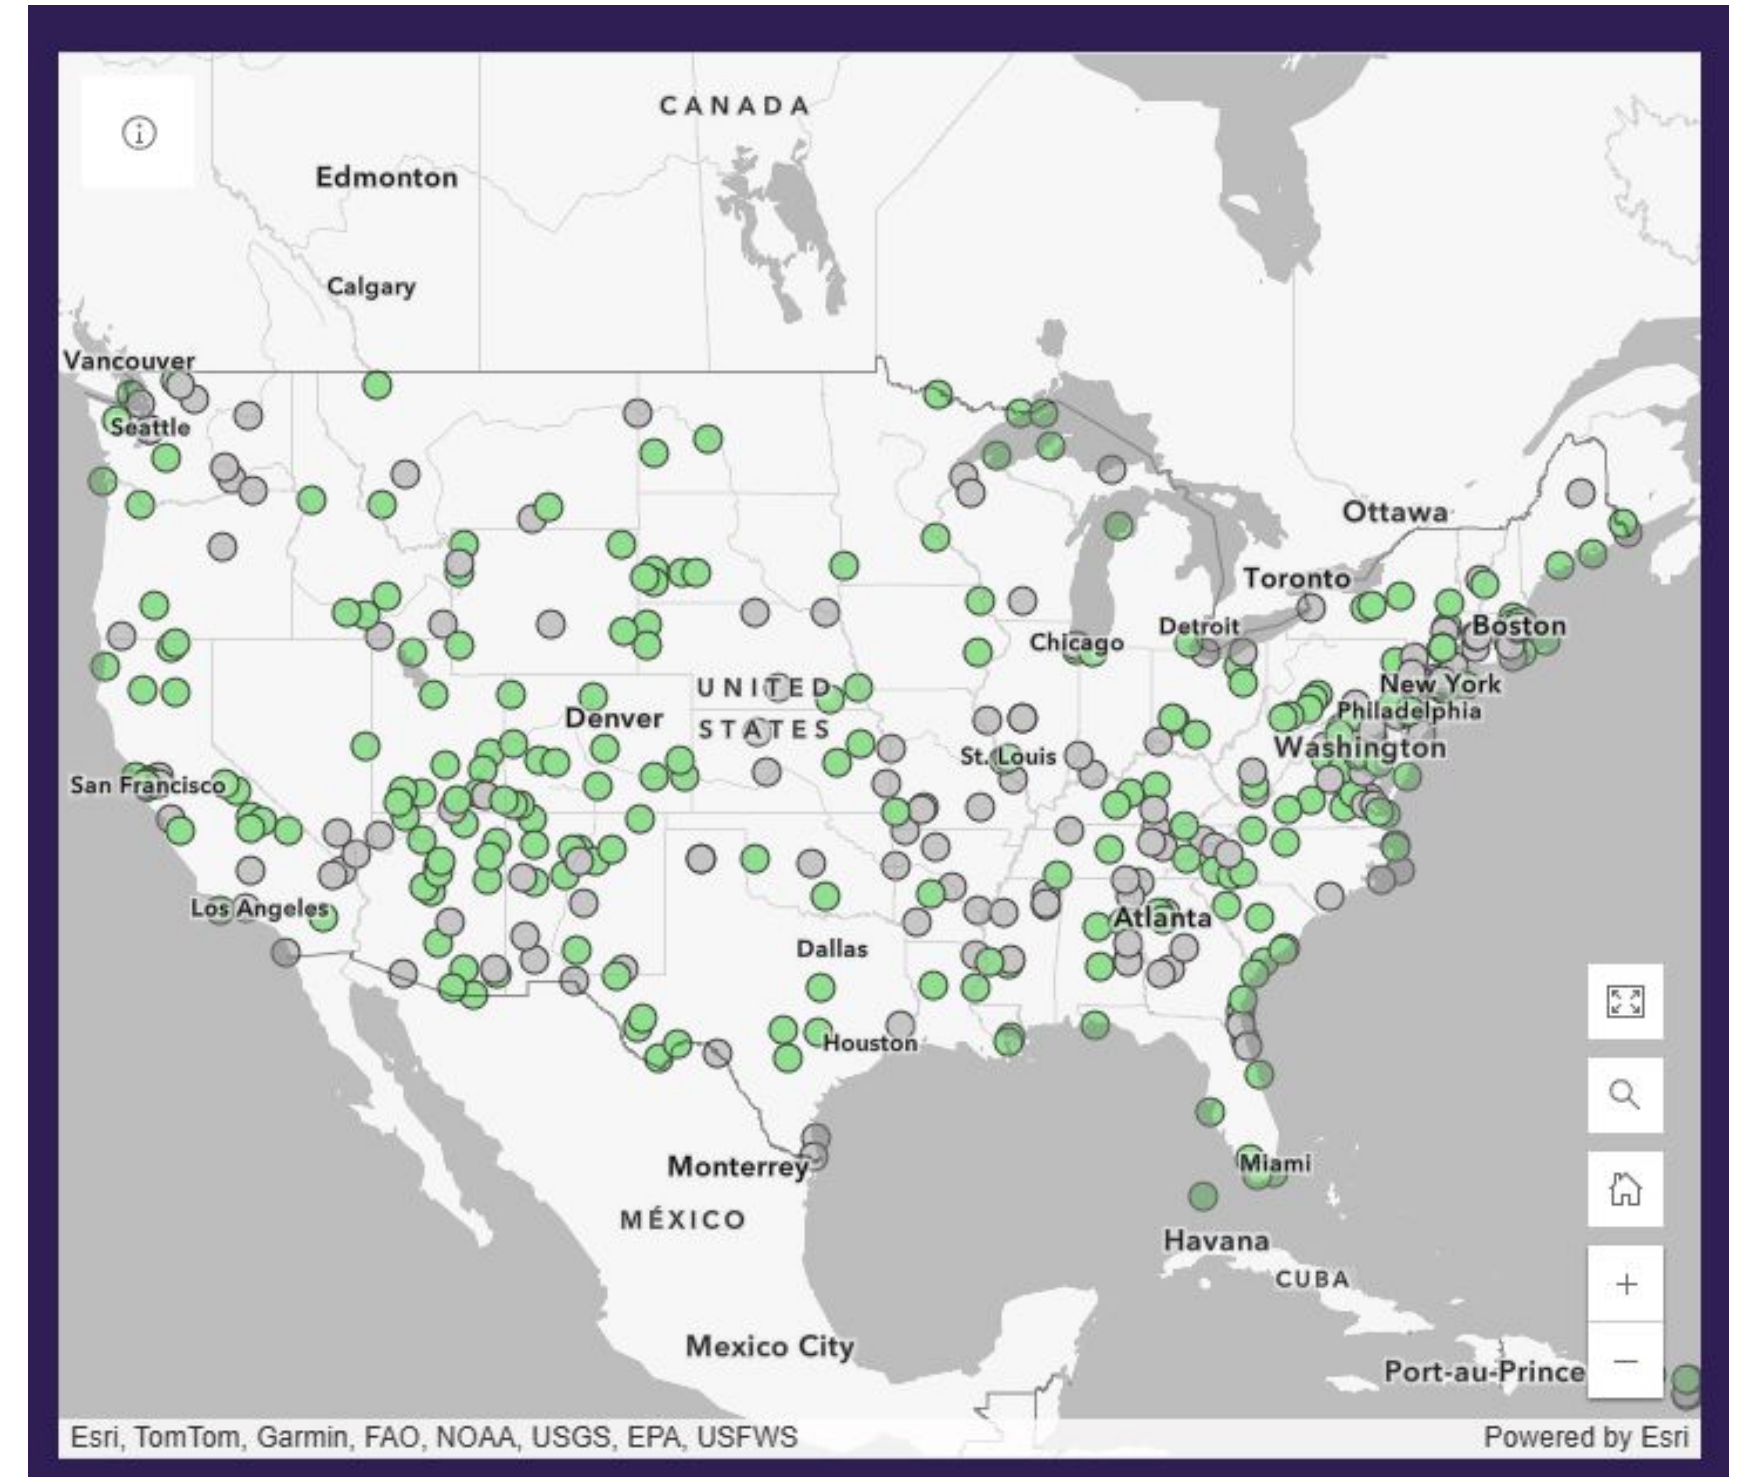 CANADA
Edmonton
Calgary
Vancouver
Seattle
Ottawa
Toronto
Boston
Detroit
Chicago
New York
UNITED
STATES
Denver
Philadelphia
Washington
St. Louis
San Francisco
Los Angeles
Atlanta
Dallas
Houston
Monterrey
Miami
MÉXICO
Havana
CUBA
Mexico City
Port-au-Prince
Esri, TomTom, Garmin, FAO, NOAA, USGS, EPA, USFWS
Powered by Esri